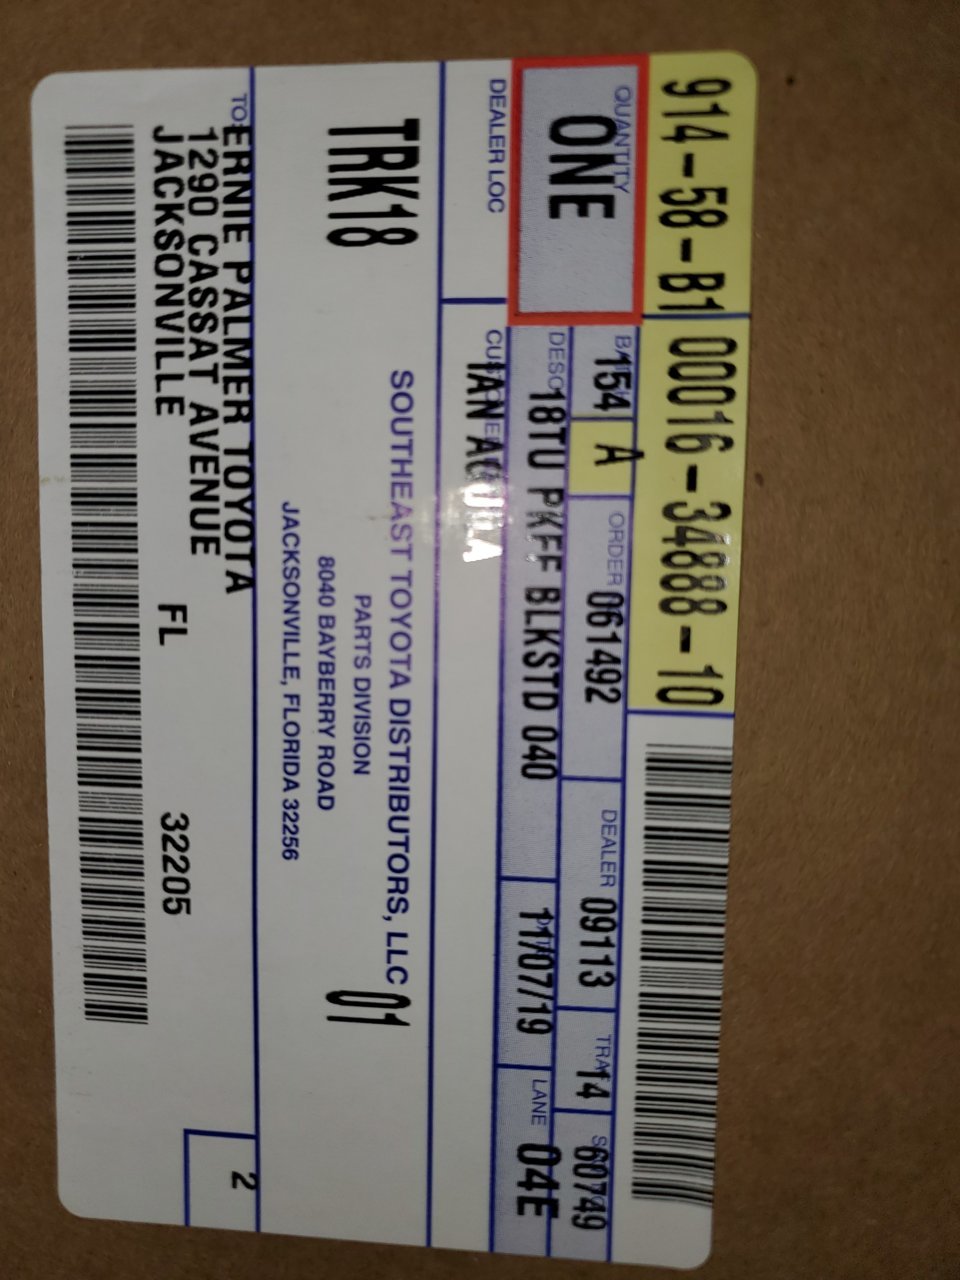 914-58-B1 00016-34888-10
QUANTITY
ONE
154 A ORDER 061492 DEALER 09113 TRA 14 60749
18TU PKFF BLKSTD 040 11/07/19 LANE 04E
DEALER LOC
IAN
TRK18
SOUTHEAST TOYOTA DISTRIBUTORS, LLC 01
PARTS DIVISION
8040 BAYBERRY ROAD
JACKSONVILLE, FLORIDA 32256
TO: ERNIE PALMER TOYOTA 2
1290 CASSAT AVENUE
JACKSONVILLE FL 32205